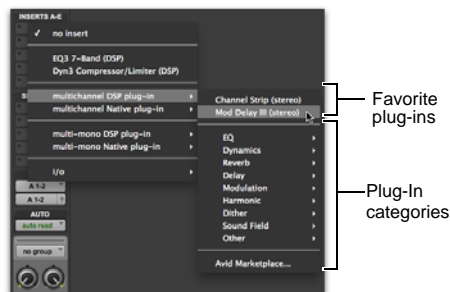 INSERTS A-E
✓ no insert
EQ3 7-Band (DSP)
Dyn3 Compressor/Limiter (DSP)
multichannel DSP plug-in
multichannel Native plug-in
multi-mono DSP plug-in
multi-mono Native plug-in
i/o
Channel Strip (stereo)
Mod Delay III (stereo)
EQ
Dynamics
Reverb
Delay
Modulation
Harmonic
Dither
Sound Field
Other
Avid Marketplace...
A 1-2
A 1-2
AUTO
auto read
no group
Favorite
plug-ins
Plug-In
categories